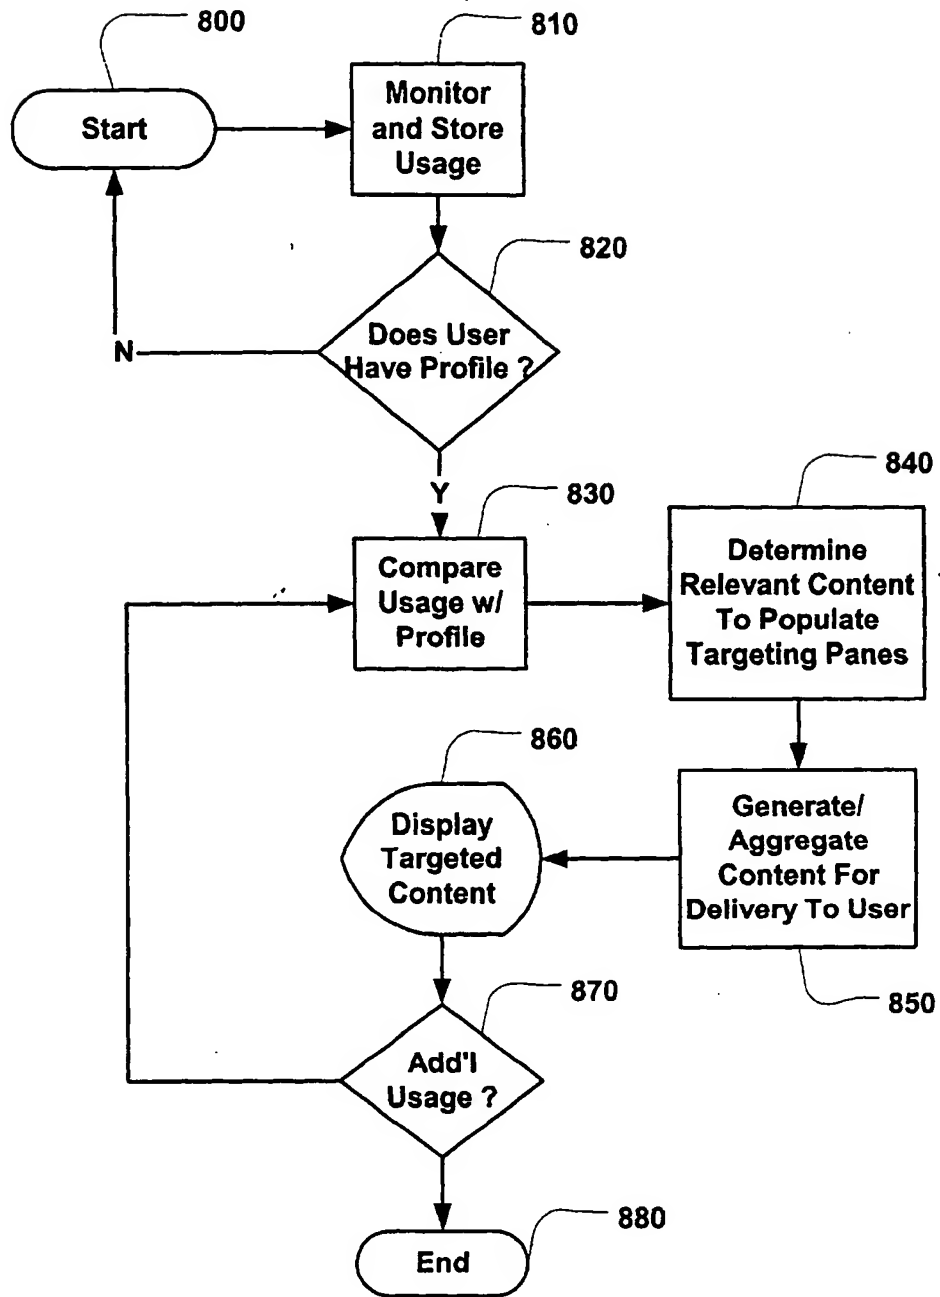 800
Start
810
Monitor
and Store
Usage
820
Does User
Have Profile ?
N
Y
830
Compare
Usage w/
Profile
840
Determine
Relevant Content
To Populate
Targeting Panes
860
Display
Targeted
Content
Generate/
Aggregate
Content For
Delivery To User
850
870
Add'l
Usage ?
880
End